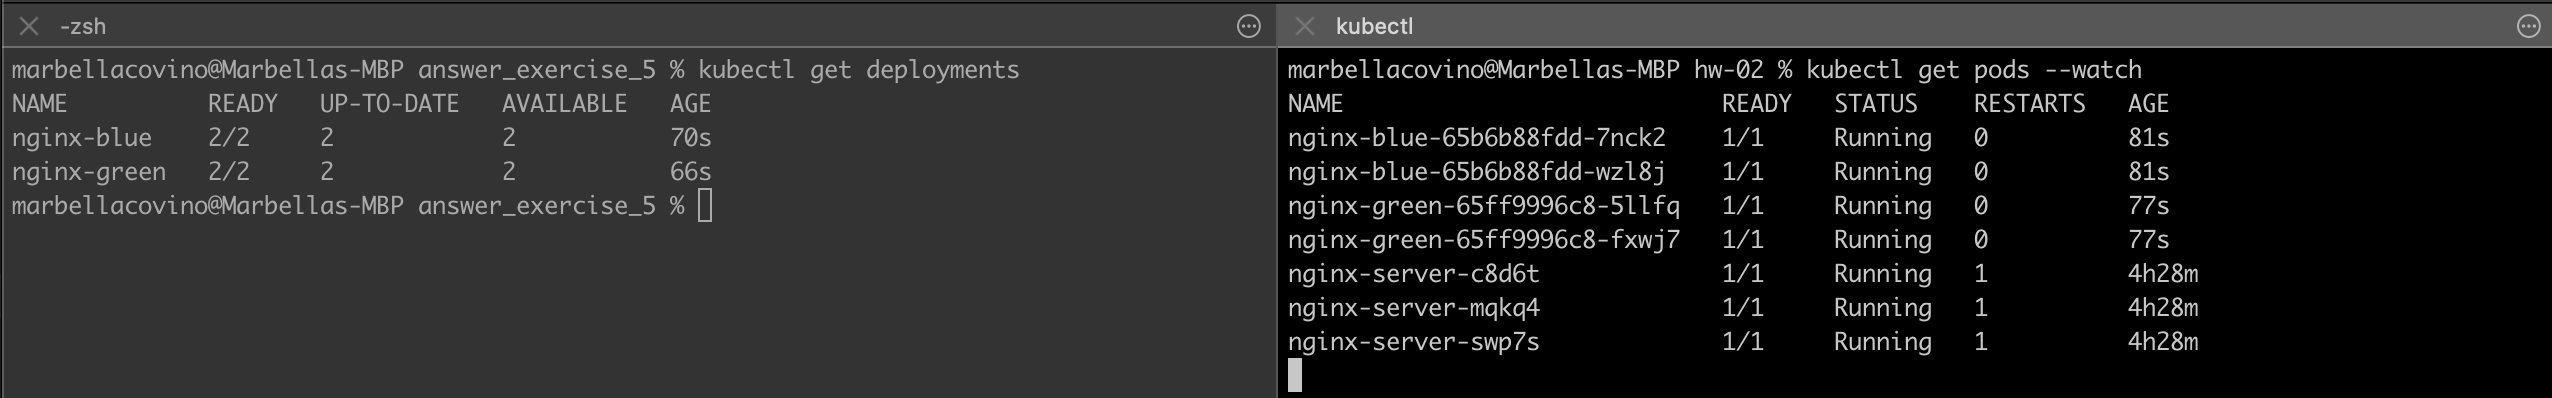 -zsh
marbellacovino@Marbellas-MBP answer_exercise_5 % kubectl get deployments
NAME READY UP-TO-DATE AVAILABLE AGE
nginx-blue 2/2 2 2 70s
nginx-green 2/2 2 2 66s
marbellacovino@Marbellas-MBP answer_exercise_5 %
kubectl
marbellacovino@Marbellas-MBP hw-02 % kubectl get pods --watch
NAME READY STATUS RESTARTS AGE
nginx-blue-65b6b88fdd-7nck2 1/1 Running 0 81s
nginx-blue-65b6b88fdd-wzl8j 1/1 Running 0 81s
nginx-green-65ff9996c8-5llfq 1/1 Running 0 77s
nginx-green-65ff9996c8-fxwj7 1/1 Running 0 77s
nginx-server-c8d6t 1/1 Running 1 4h28m
nginx-server-mqkq4 1/1 Running 1 4h28m
nginx-server-swp7s 1/1 Running 1 4h28m